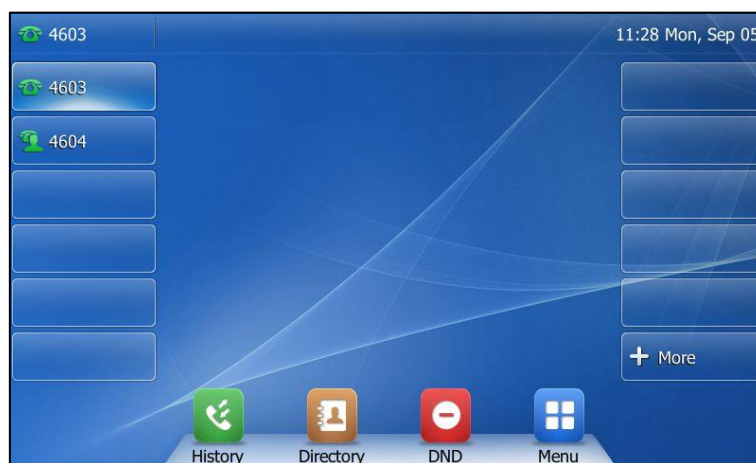 4603
11:28 Mon, Sep 05
4603
4604
More
History Directory DND Menu